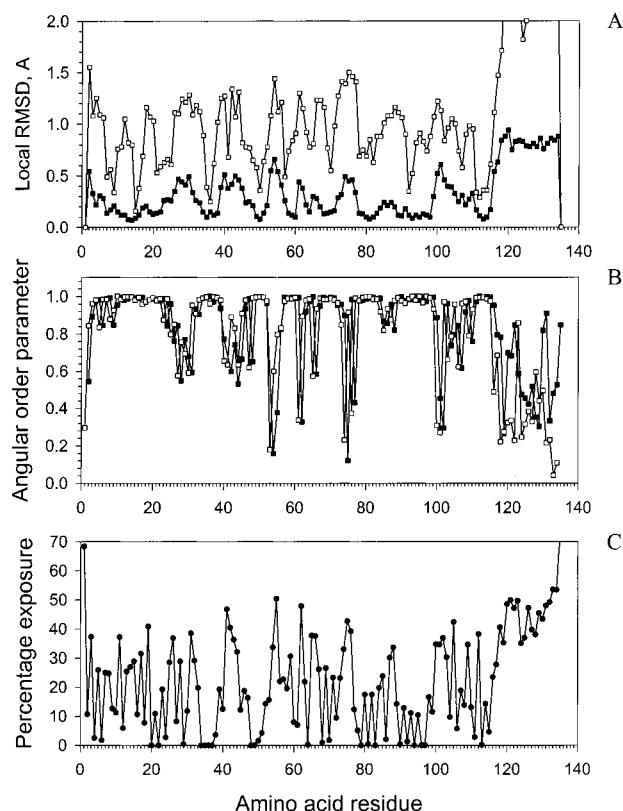 A
Local RMSD, A
2.0
1.5
1.0
0.5
0.0
0 20 40 60 80 100 120 140
B
Angular order parameter
1.0
0.8
0.6
0.4
0.2
0.0
0 20 40 60 80 100 120 140
C
Percentage exposure
70
60
50
40
30
20
10
0
0 20 40 60 80 100 120 140
Amino acid residue